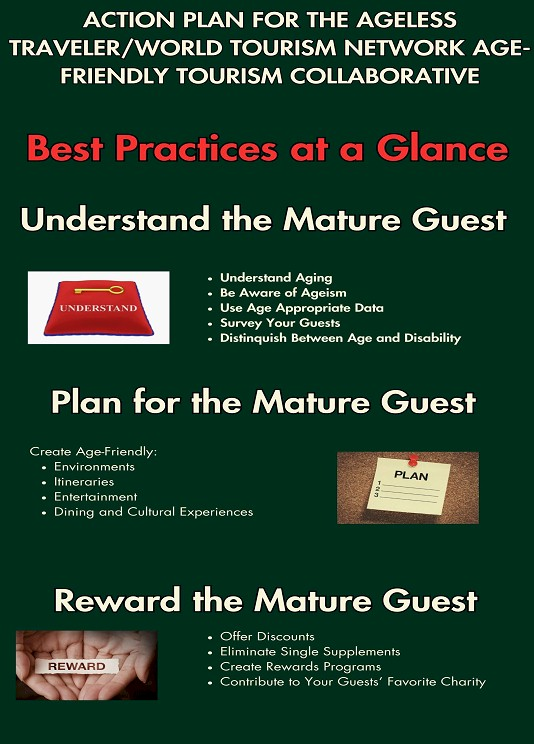 ACTION PLAN FOR THE AGELESS
TRAVELER/WORLD TOURISM NETWORK AGE-
FRIENDLY TOURISM COLLABORATIVE
Best Practices at a Glance
Understand the Mature Guest
UNDERSTAND
• Understand Aging
• Be Aware of Ageism
• Use Age Appropriate Data
• Survey Your Guests
• Distinquish Between Age and Disability
Plan for the Mature Guest
Create Age-Friendly:
• Environments
• Itineraries
• Entertainment
• Dining and Cultural Experiences
PLAN
1
2
3
Reward the Mature Guest
REWARD
• Offer Discounts
• Eliminate Single Supplements
• Create Rewards Programs
• Contribute to Your Guests’ Favorite Charity